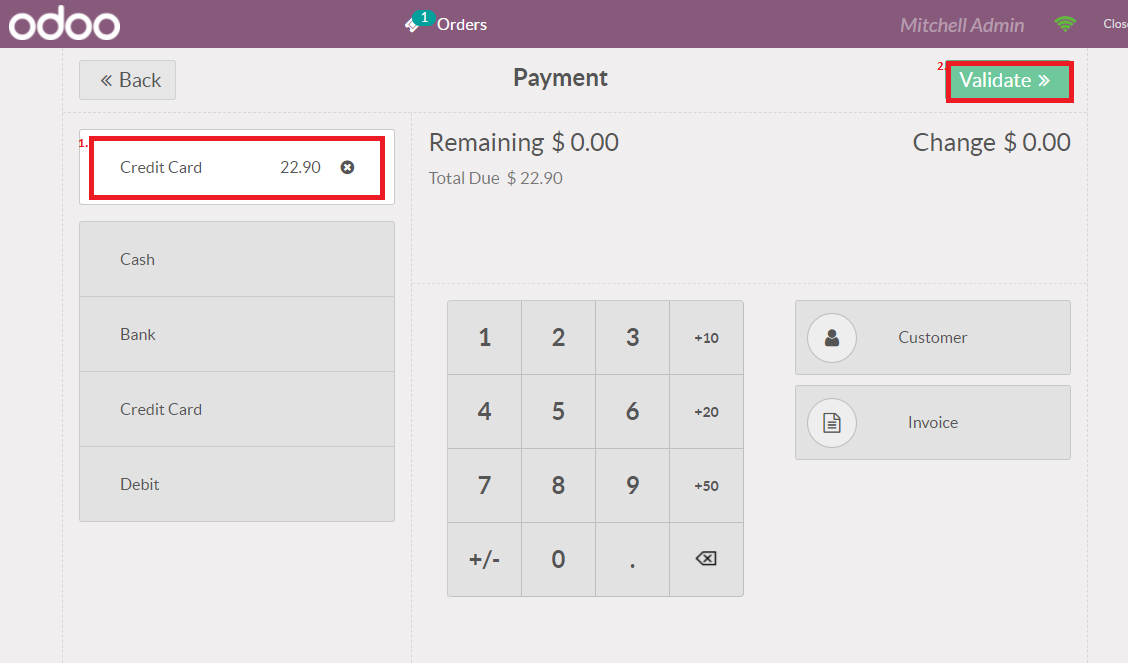 odoo
1 Orders
Mitchell Admin
Clos
« Back
Payment
2.
Validate »
1.
Credit Card 22.90
Remaining $ 0.00
Change $ 0.00
Total Due $ 22.90
Cash
Bank
Credit Card
Debit
1 2 3 +10
4 5 6 +20
7 8 9 +50
+/- 0 .
Customer
Invoice